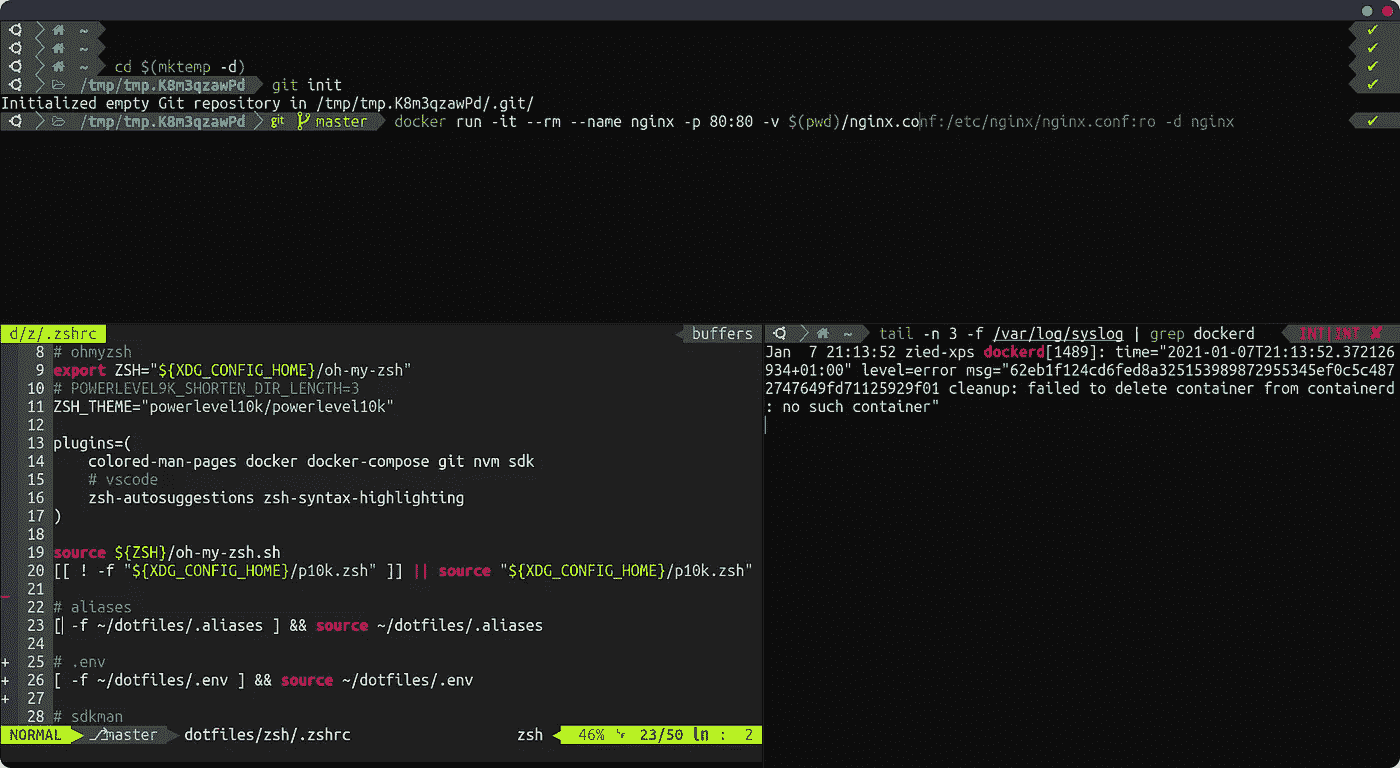 ~
~
~ cd $(mktemp -d)
/tmp/tmp.K8m3qzawPd git init
Initialized empty Git repository in /tmp/tmp.K8m3qzawPd/.git/
/tmp/tmp.K8m3qzawPd git master docker run -it --rm --name nginx -p 80:80 -v $(pwd)/nginx.conf:/etc/nginx/nginx.conf:ro -d nginx
d/z/.zshrc buffers
8 # ohmyzsh
9 export ZSH="${XDG_CONFIG_HOME}/oh-my-zsh"
10 # POWERLEVEL9K_SHORTEN_DIR_LENGTH=3
11 ZSH_THEME="powerlevel10k/powerlevel10k"
12
13 plugins=(
14 colored-man-pages docker docker-compose git nvm sdk
15 # vscode
16 zsh-autosuggestions zsh-syntax-highlighting
17 )
18
19 source ${ZSH}/oh-my-zsh.sh
20 [[ ! -f "${XDG_CONFIG_HOME}/p10k.zsh" ]] || source "${XDG_CONFIG_HOME}/p10k.zsh"
21
_ 22 # aliases
23 [ -f ~/dotfiles/.aliases ] && source ~/dotfiles/.aliases
24
+ 25 # .env
+ 26 [ -f ~/dotfiles/.env ] && source ~/dotfiles/.env
+ 27
28 # sdkman
NORMAL master dotfiles/zsh/.zshrc zsh 46% 23/50 ln : 2
~ tail -n 3 -f /var/log/syslog | grep dockerd INT|INT ✘
Jan 7 21:13:52 zied-xps dockerd[1489]: time="2021-01-07T21:13:52.372126
934+01:00" level=error msg="62eb1f124cd6fed8a325153989872955345ef0c5c487
2747649fd71125929f01 cleanup: failed to delete container from containerd
: no such container"